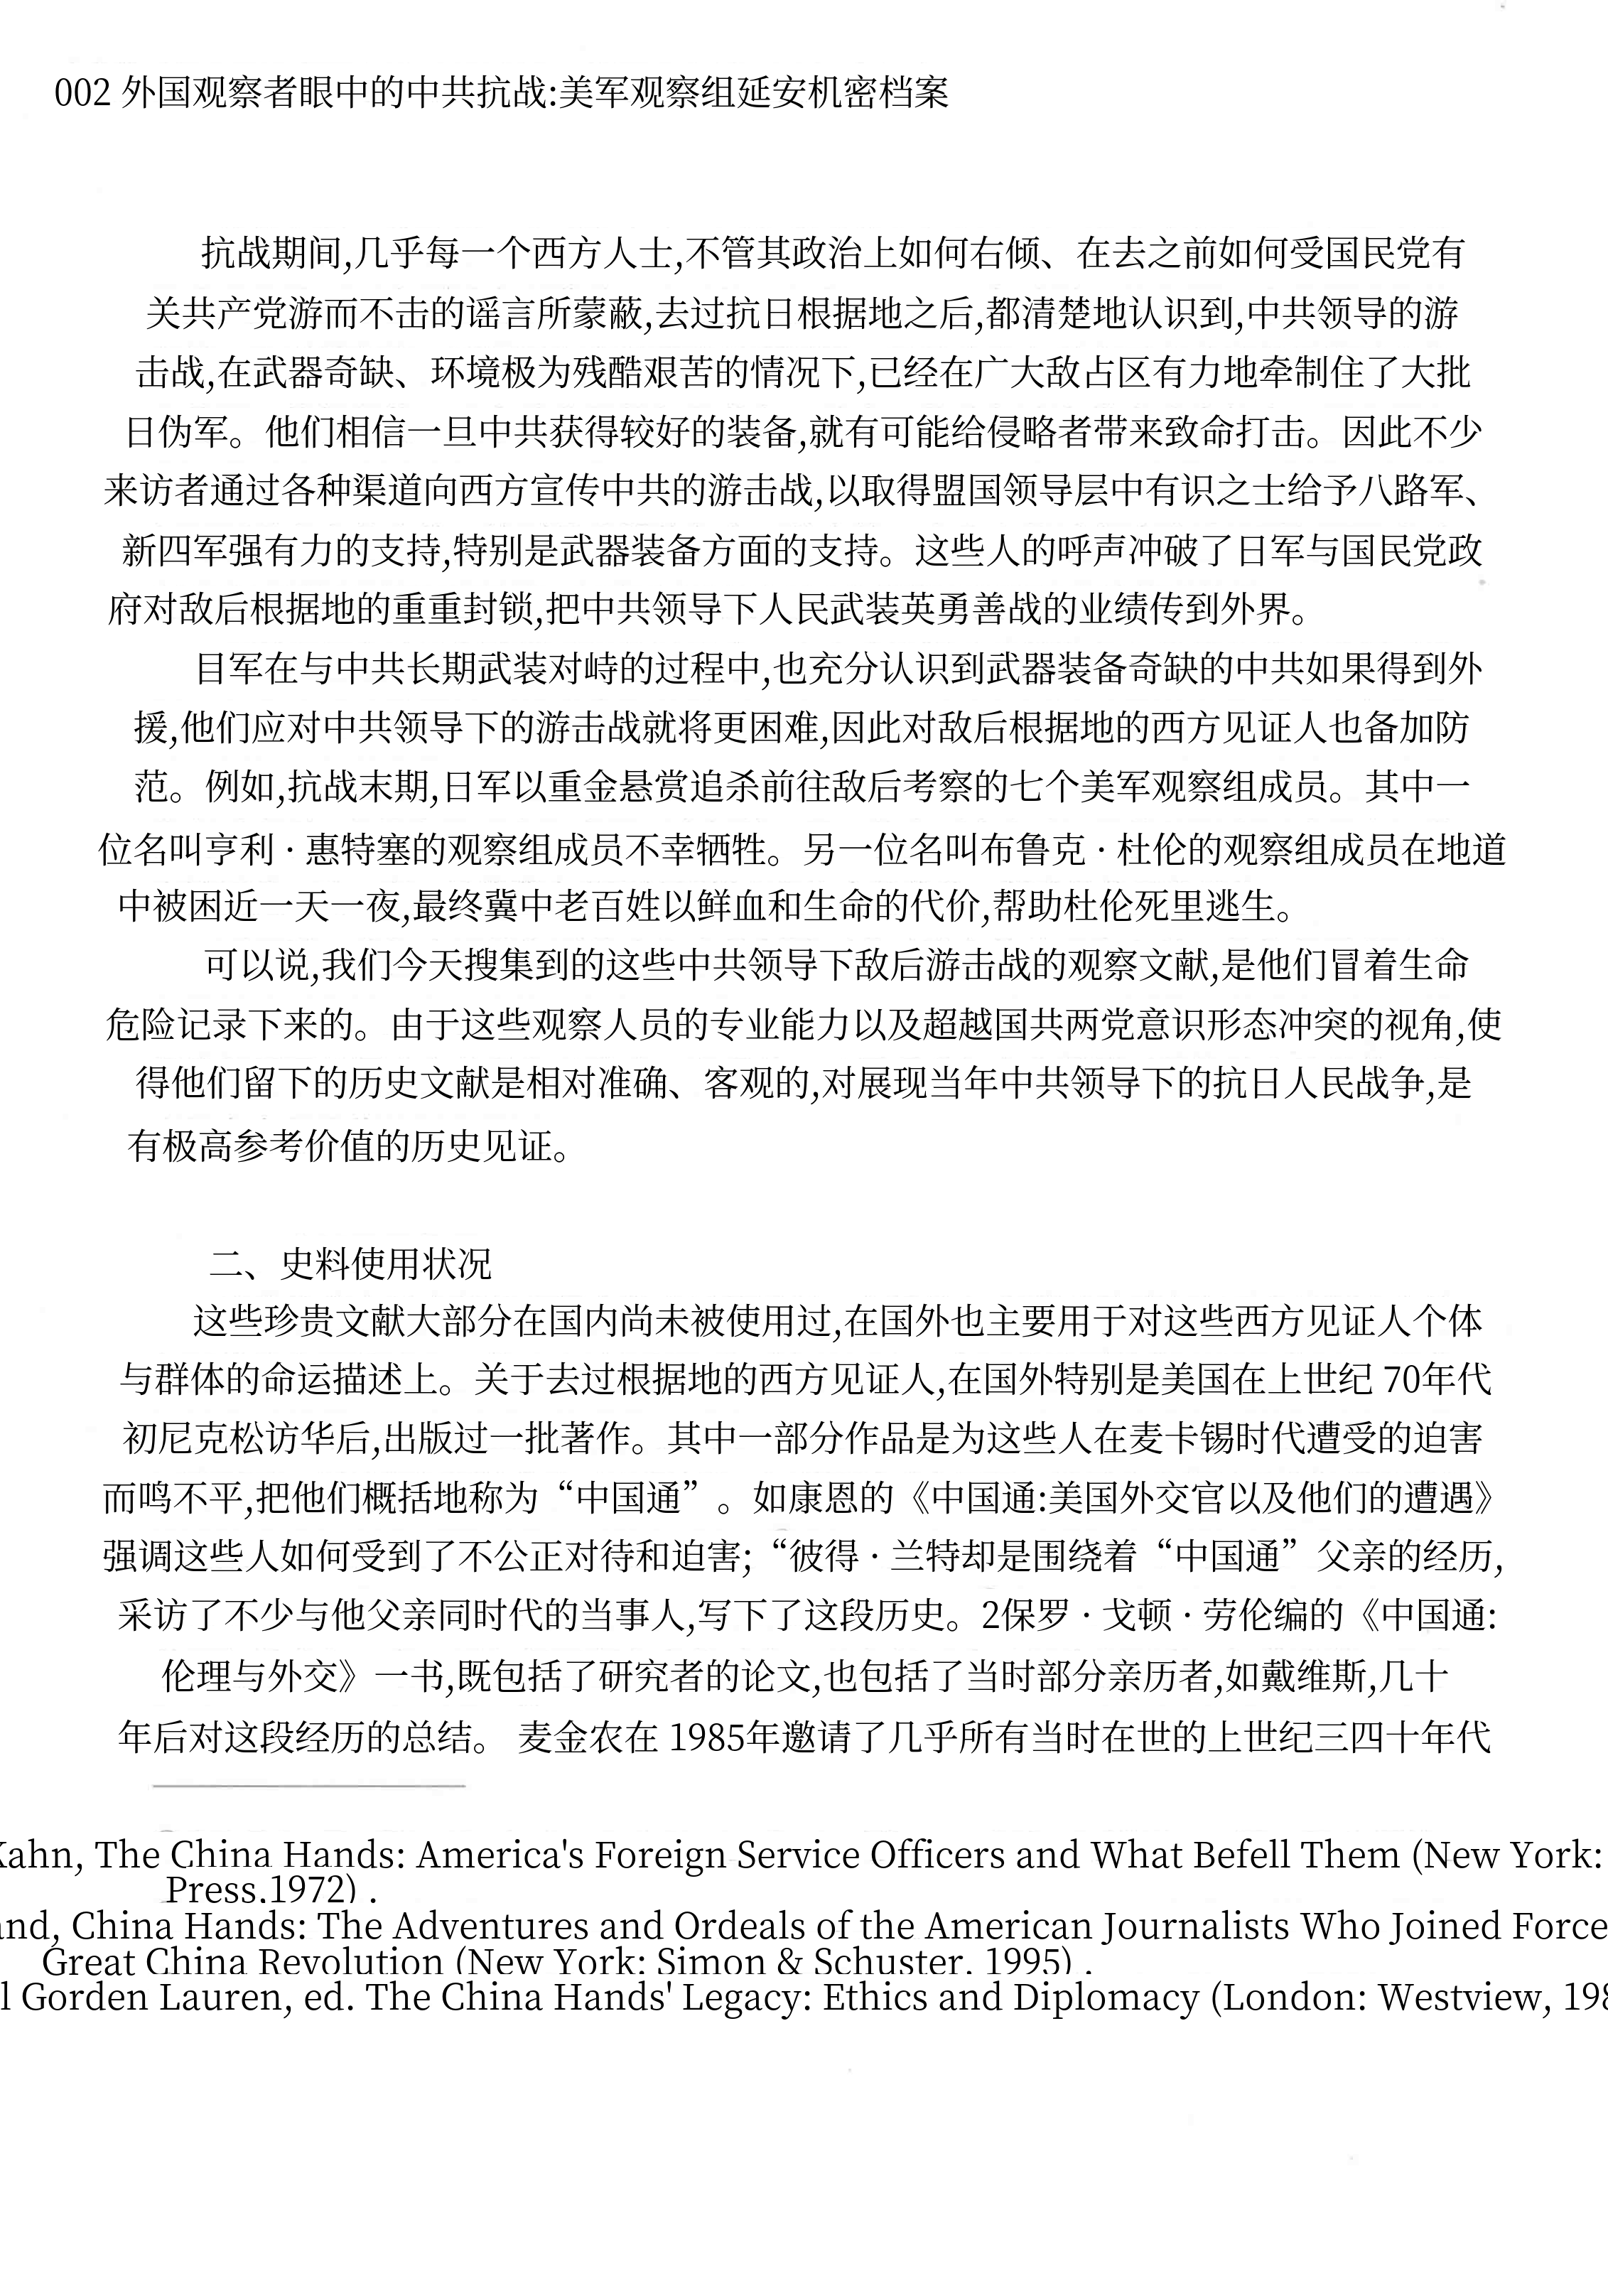 002 外国观察者眼中的中共抗战:美军观察组延安机密档案
抗战期间,几乎每一个西方人士,不管其政治上如何右倾、在去之前如何受国民党有
关共产党游而不击的谣言所蒙蔽,去过抗日根据地之后,都清楚地认识到,中共领导的游
击战,在武器奇缺、环境极为残酷艰苦的情况下,已经在广大敌占区有力地牵制住了大批
日伪军。他们相信一旦中共获得较好的装备,就有可能给侵略者带来致命打击。因此不少
来访者通过各种渠道向西方宣传中共的游击战,以取得盟国领导层中有识之士给予八路军、
新四军强有力的支持,特别是武器装备方面的支持。这些人的呼声冲破了日军与国民党政
府对敌后根据地的重重封锁,把中共领导下人民武装英勇善战的业绩传到外界。
目军在与中共长期武装对峙的过程中,也充分认识到武器装备奇缺的中共如果得到外
援,他们应对中共领导下的游击战就将更困难,因此对敌后根据地的西方见证人也备加防
范。例如,抗战末期,日军以重金悬赏追杀前往敌后考察的七个美军观察组成员。其中一
位名叫亨利·惠特塞的观察组成员不幸牺牲。另一位名叫布鲁克·杜伦的观察组成员在地道
中被困近一天一夜,最终冀中老百姓以鲜血和生命的代价,帮助杜伦死里逃生。
可以说,我们今天搜集到的这些中共领导下敌后游击战的观察文献,是他们冒着生命
危险记录下来的。由于这些观察人员的专业能力以及超越国共两党意识形态冲突的视角,使
得他们留下的历史文献是相对准确、客观的,对展现当年中共领导下的抗日人民战争,是
有极高参考价值的历史见证。
二、史料使用状况
这些珍贵文献大部分在国内尚未被使用过,在国外也主要用于对这些西方见证人个体
与群体的命运描述上。关于去过根据地的西方见证人,在国外特别是美国在上世纪 70年代
初尼克松访华后,出版过一批著作。其中一部分作品是为这些人在麦卡锡时代遭受的迫害
而鸣不平,把他们概括地称为“中国通”。如康恩的《中国通:美国外交官以及他们的遭遇》
强调这些人如何受到了不公正对待和迫害;“彼得·兰特却是围绕着“中国通”父亲的经历,
采访了不少与他父亲同时代的当事人,写下了这段历史。2保罗·戈顿·劳伦编的《中国通:
伦理与外交》一书,既包括了研究者的论文,也包括了当时部分亲历者,如戴维斯,几十
年后对这段经历的总结。 麦金农在 1985年邀请了几乎所有当时在世的上世纪三四十年代
Kahn, The China Hands: America's Foreign Service Officers and What Befell Them (New York:
Press.1972) .
and, China Hands: The Adventures and Ordeals of the American Journalists Who Joined Force
Great China Revolution (New York: Simon & Schuster, 1995) .
l Gorden Lauren, ed. The China Hands' Legacy: Ethics and Diplomacy (London: Westview, 198